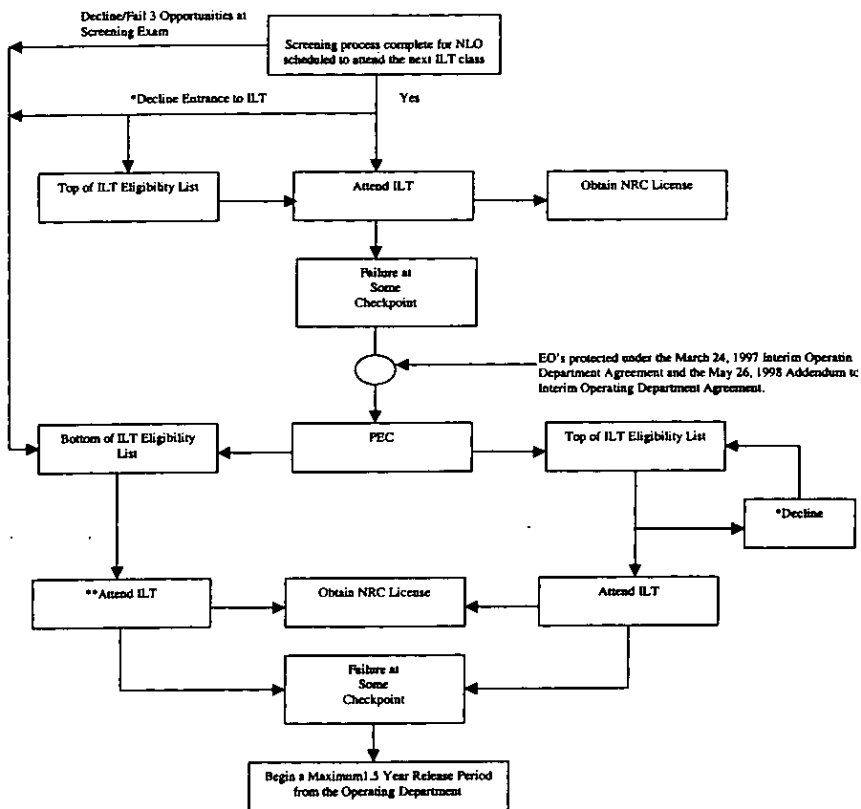 Decline/Fail 3 Opportunities at
Screening Exam
Screening process complete for NLO
scheduled to attend the next ILT class
*Decline Entrance to ILT
Yes
Top of ILT Eligibility List
Attend ILT
Obtain NRC License
Failure at
Some
Checkpoint
EO's protected under the March 24, 1997 Interim Operatin
Department Agreement and the May 26, 1998 Addendum to
Interim Operating Department Agreement.
Bottom of ILT Eligibility
List
PEC
Top of ILT Eligibility List
*Decline
**Attend ILT
Obtain NRC License
Attend ILT
Failure at
Some
Checkpoint
Begin a Maximum1.5 Year Release Period
from the Operating Department